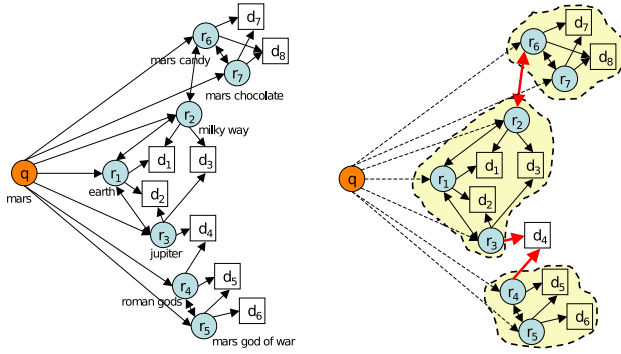 d7
r6
mars candy
d8
r7
mars chocolate
r2
milky way
d1
d3
q
mars
r1
earth
d2
r3
d4
jupiter
r4
d5
roman gods
d6
r5
mars god of war
d7
r6
d8
r7
r2
d1
d3
q
r1
d2
r3
d4
r4
d5
d6
r5